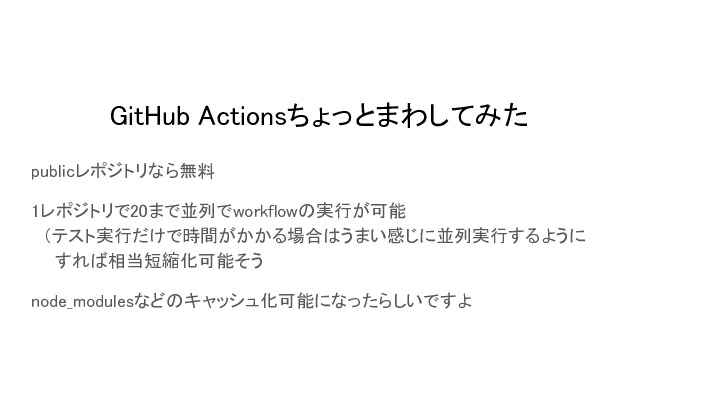 GitHub Actionsちょっとまわしてみた
publicレポジトリなら無料
1レポジトリで20まで並列でworkflowの実行が可能
（テスト実行だけで時間がかかる場合はうまい感じに並列実行するように
すれば相当短縮化可能そう
node_modulesなどのキャッシュ化可能になったらしいですよ